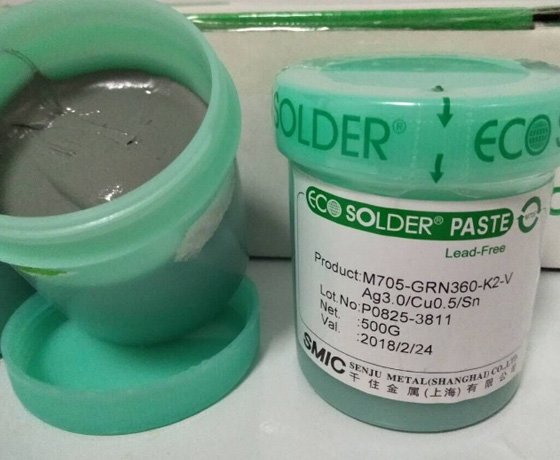 SOLDER® ECO S
ECO SOLDER® PASTE
Lead-Free
Product:M705-GRN360-K2-V
Ag3.0/Cu0.5/Sn
Lot.No:P0825-3811
Net. :500G
Val. :2018/2/24
SMIC SENJU METAL(SHANGHAI) CO.,LTD
千住金属(上海)有限公